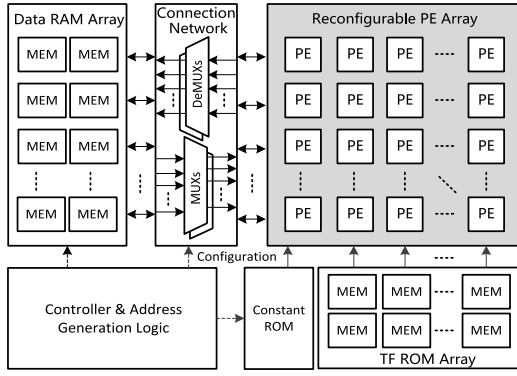 Data RAM Array
Connection
Network
Reconfigurable PE Array
MEM MEM
DeMUXs
PE PE PE PE
MEM MEM
PE PE PE PE
MEM MEM
MUXs
PE PE PE PE
MEM MEM
PE PE PE PE
Configuration
Controller & Address
Generation Logic
Constant
ROM
MEM MEM MEM
MEM MEM MEM
TF ROM Array